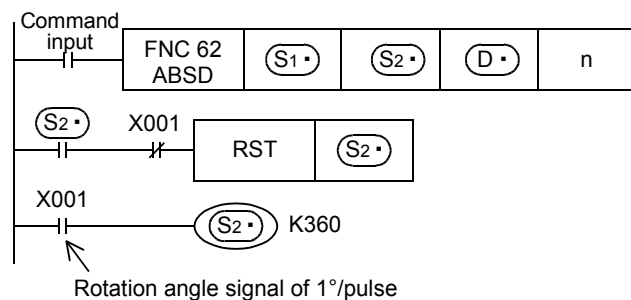 Command
input
FNC 62
ABSD
S1・ S2・ D・ n
S2・ X001
RST S2・
X001
S2・ K360
Rotation angle signal of 1°/pulse